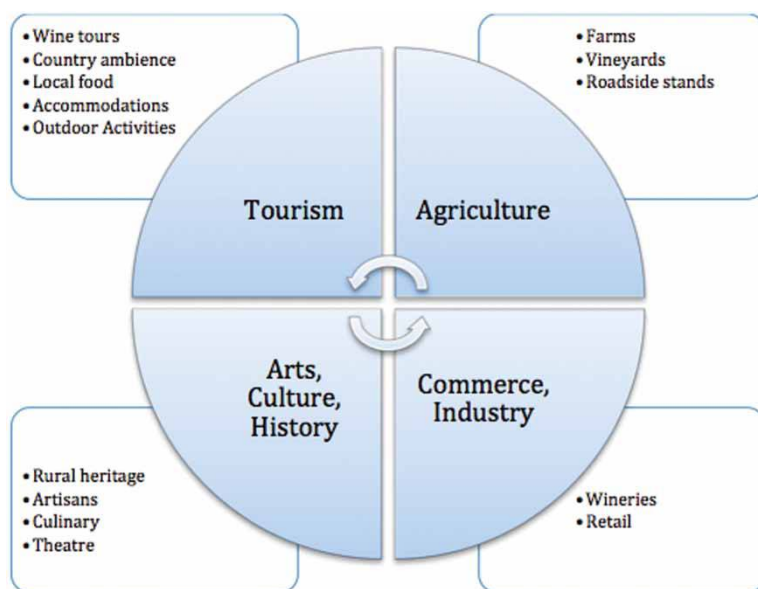 • Wine tours
• Country ambience
• Local food
• Accommodations
• Outdoor Activities
• Farms
• Vineyards
• Roadside stands
Tourism
Agriculture
Arts,
Culture,
History
Commerce,
Industry
• Rural heritage
• Artisans
• Culinary
• Theatre
• Wineries
• Retail